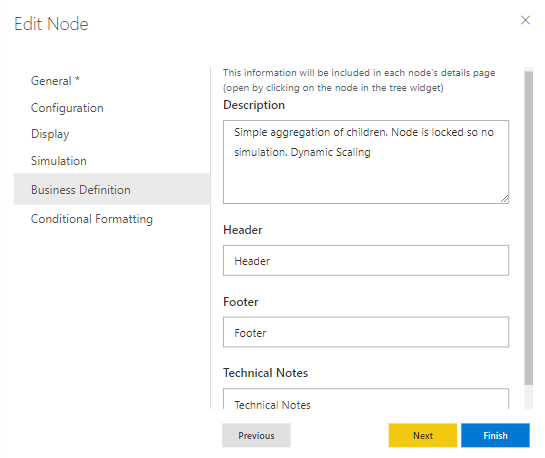 Edit Node
General *
Configuration
Display
Simulation
Business Definition
Conditional Formatting
This information will be included in each node's details page
(open by clicking on the node in the tree widget)
Description
Simple aggregation of children. Node is locked so no
simulation. Dynamic Scaling
Header
Header
Footer
Footer
Technical Notes
Technical Notes
Previous
Next
Finish